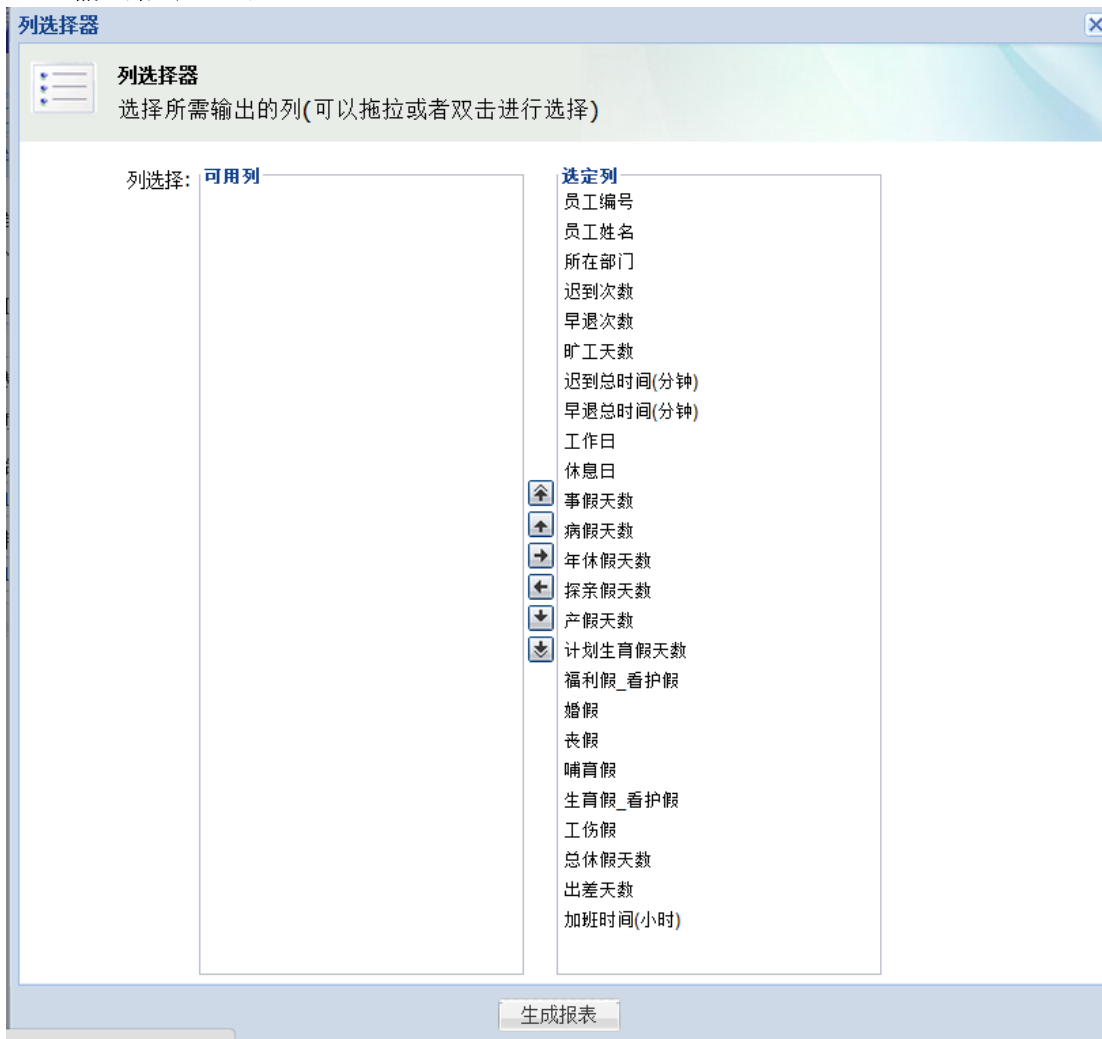 列选择器
列选择器
选择所需输出的列(可以拖拉或者双击进行选择)
列选择:
可用列
选定列
员工编号
员工姓名
所在部门
迟到次数
早退次数
旷工天数
迟到总时间(分钟)
早退总时间(分钟)
工作日
休息日
事假天数
病假天数
年休假天数
探亲假天数
产假天数
计划生育假天数
福利假_看护假
婚假
丧假
哺育假
生育假_看护假
工伤假
总休假天数
出差天数
加班时间(小时)
生成报表